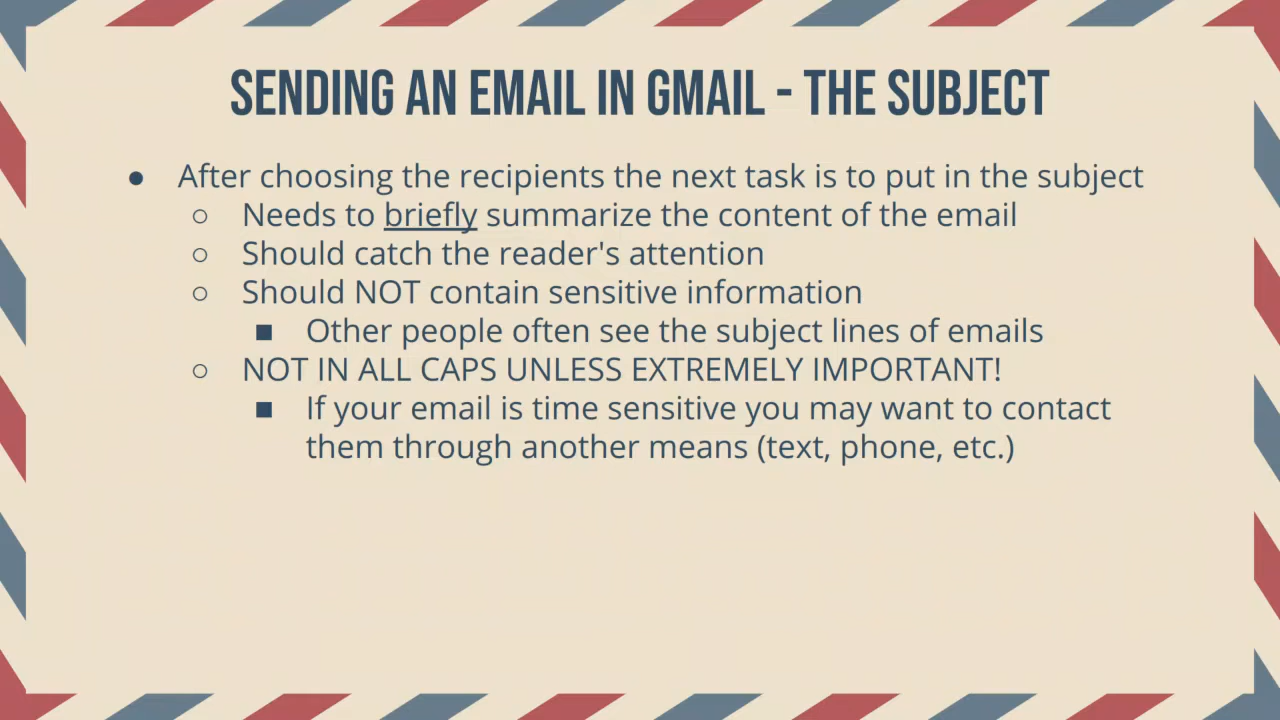 SENDING AN EMAIL IN GMAIL - THE SUBJECT
● After choosing the recipients the next task is to put in the subject
○ Needs to briefly summarize the content of the email
○ Should catch the reader's attention
○ Should NOT contain sensitive information
■ Other people often see the subject lines of emails
○ NOT IN ALL CAPS UNLESS EXTREMELY IMPORTANT!
■ If your email is time sensitive you may want to contact
them through another means (text, phone, etc.)